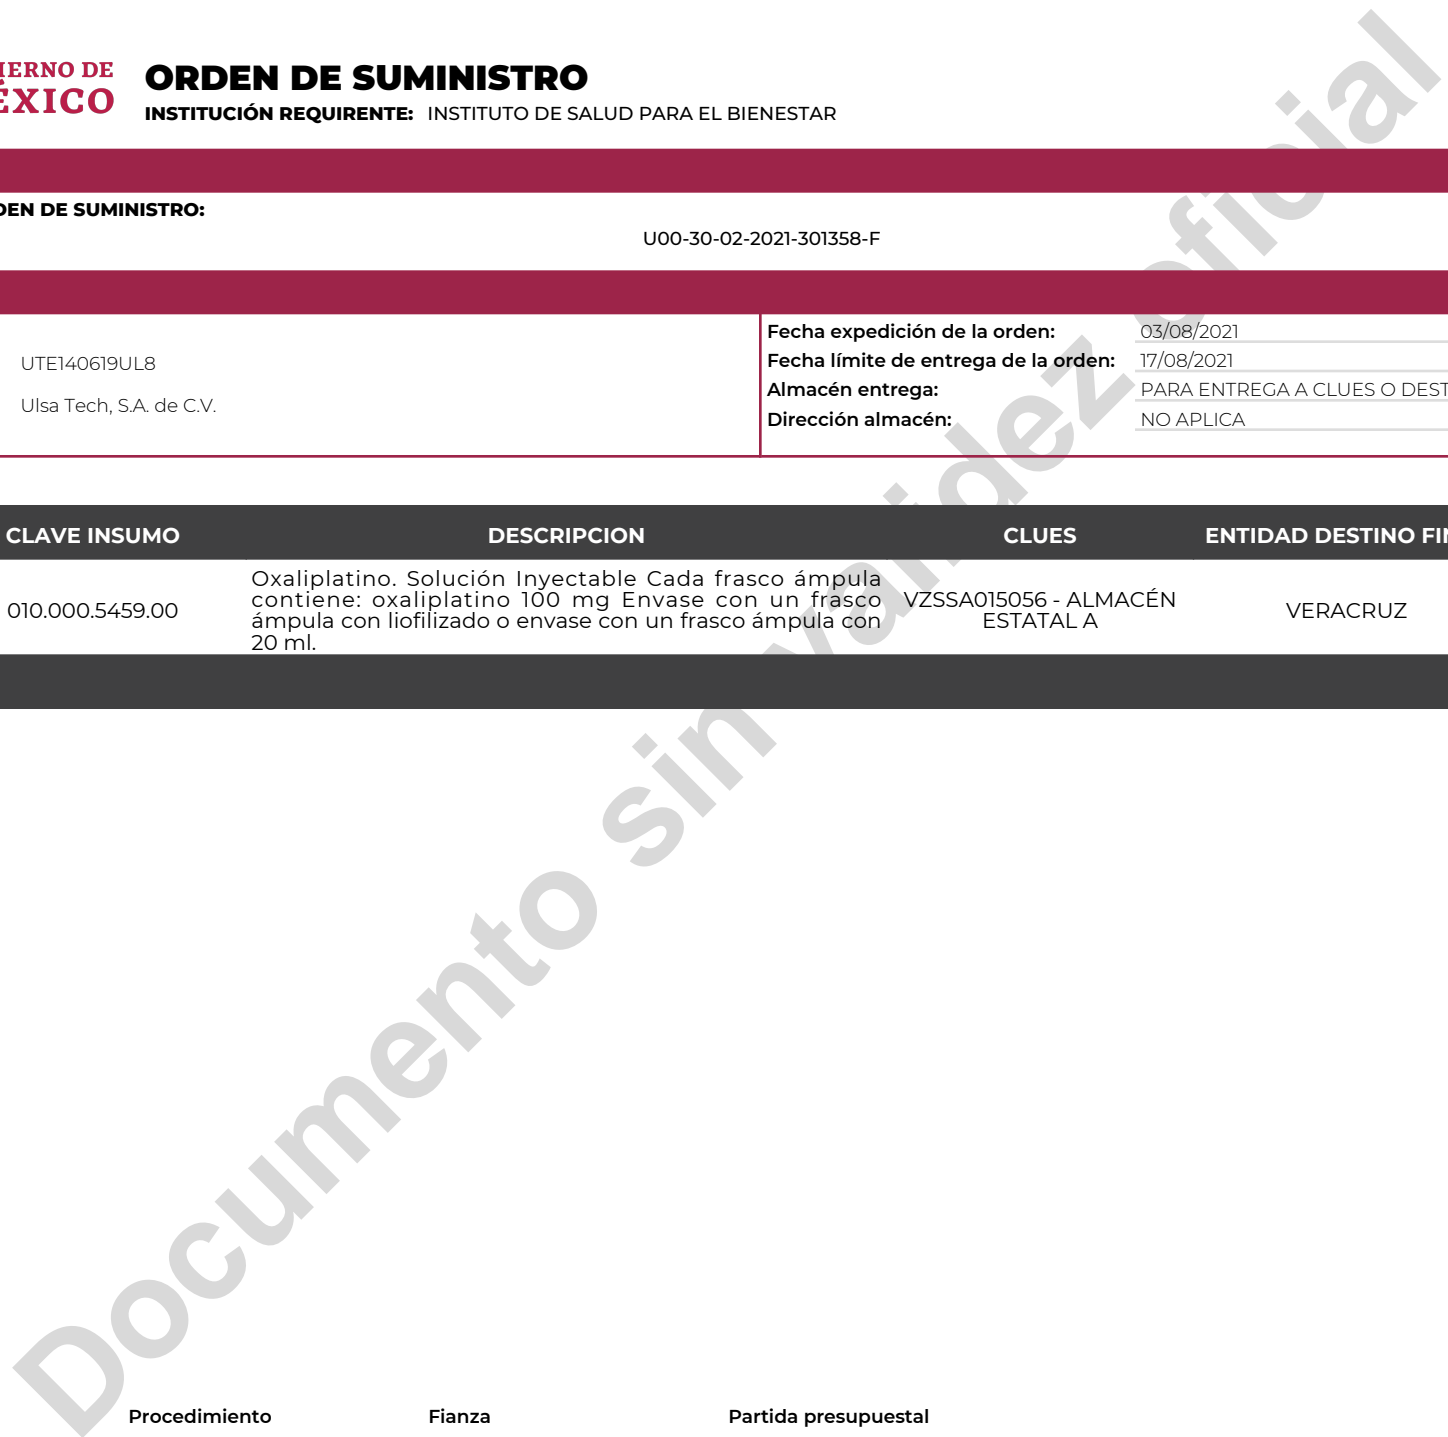 IERNO DE
ÉXICO
ORDEN DE SUMINISTRO
INSTITUCIÓN REQUIRENTE: INSTITUTO DE SALUD PARA EL BIENESTAR
DEN DE SUMINISTRO:
U00-30-02-2021-301358-F
UTE140619UL8
Ulsa Tech, S.A. de C.V.
Fecha expedición de la orden: 03/08/2021
Fecha límite de entrega de la orden: 17/08/2021
Almacén entrega: PARA ENTREGA A CLUES O DEST
Dirección almacén: NO APLICA
CLAVE INSUMO DESCRIPCION CLUES ENTIDAD DESTINO FIN
010.000.5459.00
Oxaliplatino. Solución Inyectable Cada frasco ámpula
contiene: oxaliplatino 100 mg Envase con un frasco
ámpula con liofilizado o envase con un frasco ámpula con
20 ml.
VZSSA015056 - ALMACÉN
ESTATAL A
VERACRUZ
Documento sin validez oficial
Procedimiento Fianza Partida presupuestal